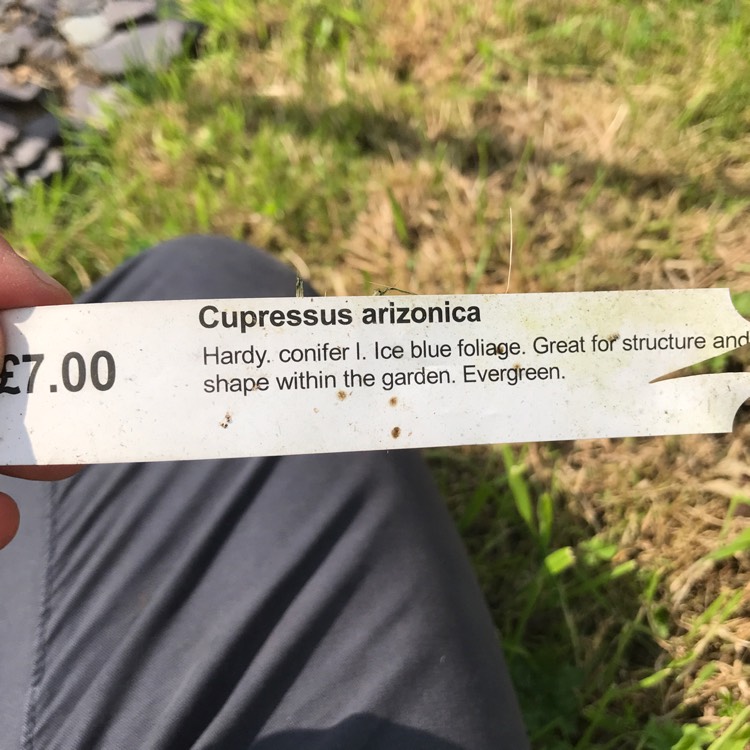 Cupressus arizonica
£7.00
Hardy. conifer l. Ice blue foliage. Great for structure and
shape within the garden. Evergreen.